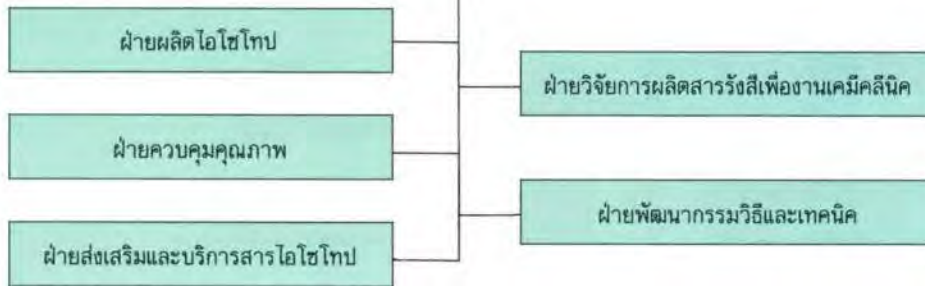 ฝ่ายผลิตไอโซโทป
ฝ่ายวิจัยการผลิตสารรังสีเพื่องานเคมีคลีนิค
ฝ่ายควบคุมคุณภาพ
ฝ่ายพัฒนากรรมวิธีและเทคนิค
ฝ่ายส่งเสริมและบริการสารไอโซโทป